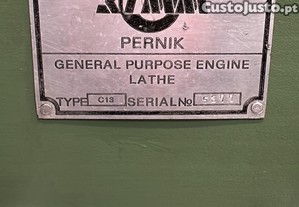 CustoJusto.pt
PERNIK
GENERAL PURPOSE ENGINE
LATHE
TYPE C13 SERIAL No